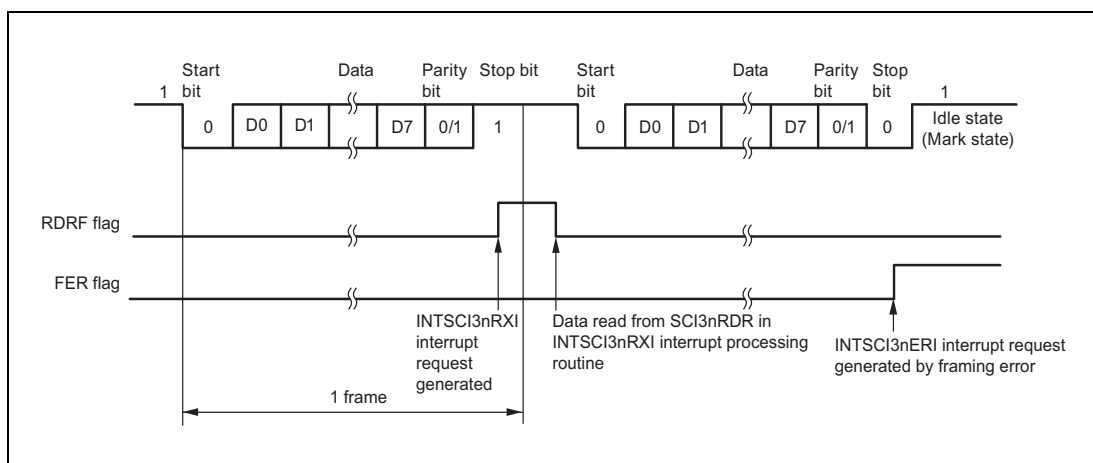 Start bit
Data
Parity bit
Stop bit
Start bit
Data
Parity bit
Stop bit
1
0
D0
D1
D7
0/1
1
0
D0
D1
D7
0/1
0
1
Idle state
(Mark state)
RDRF flag
FER flag
INTSCI3nRXI
interrupt
request
generated
Data read from SCI3nRDR in
INTSCI3nRXI interrupt processing
routine
INTSCI3nERI interrupt request
generated by framing error
1 frame